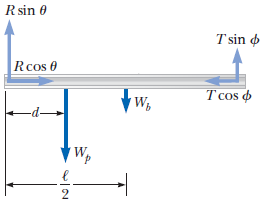 R sin θ
T sin ϕ
R cos θ
T cos ϕ
d
W_b
W_p
ℓ
2